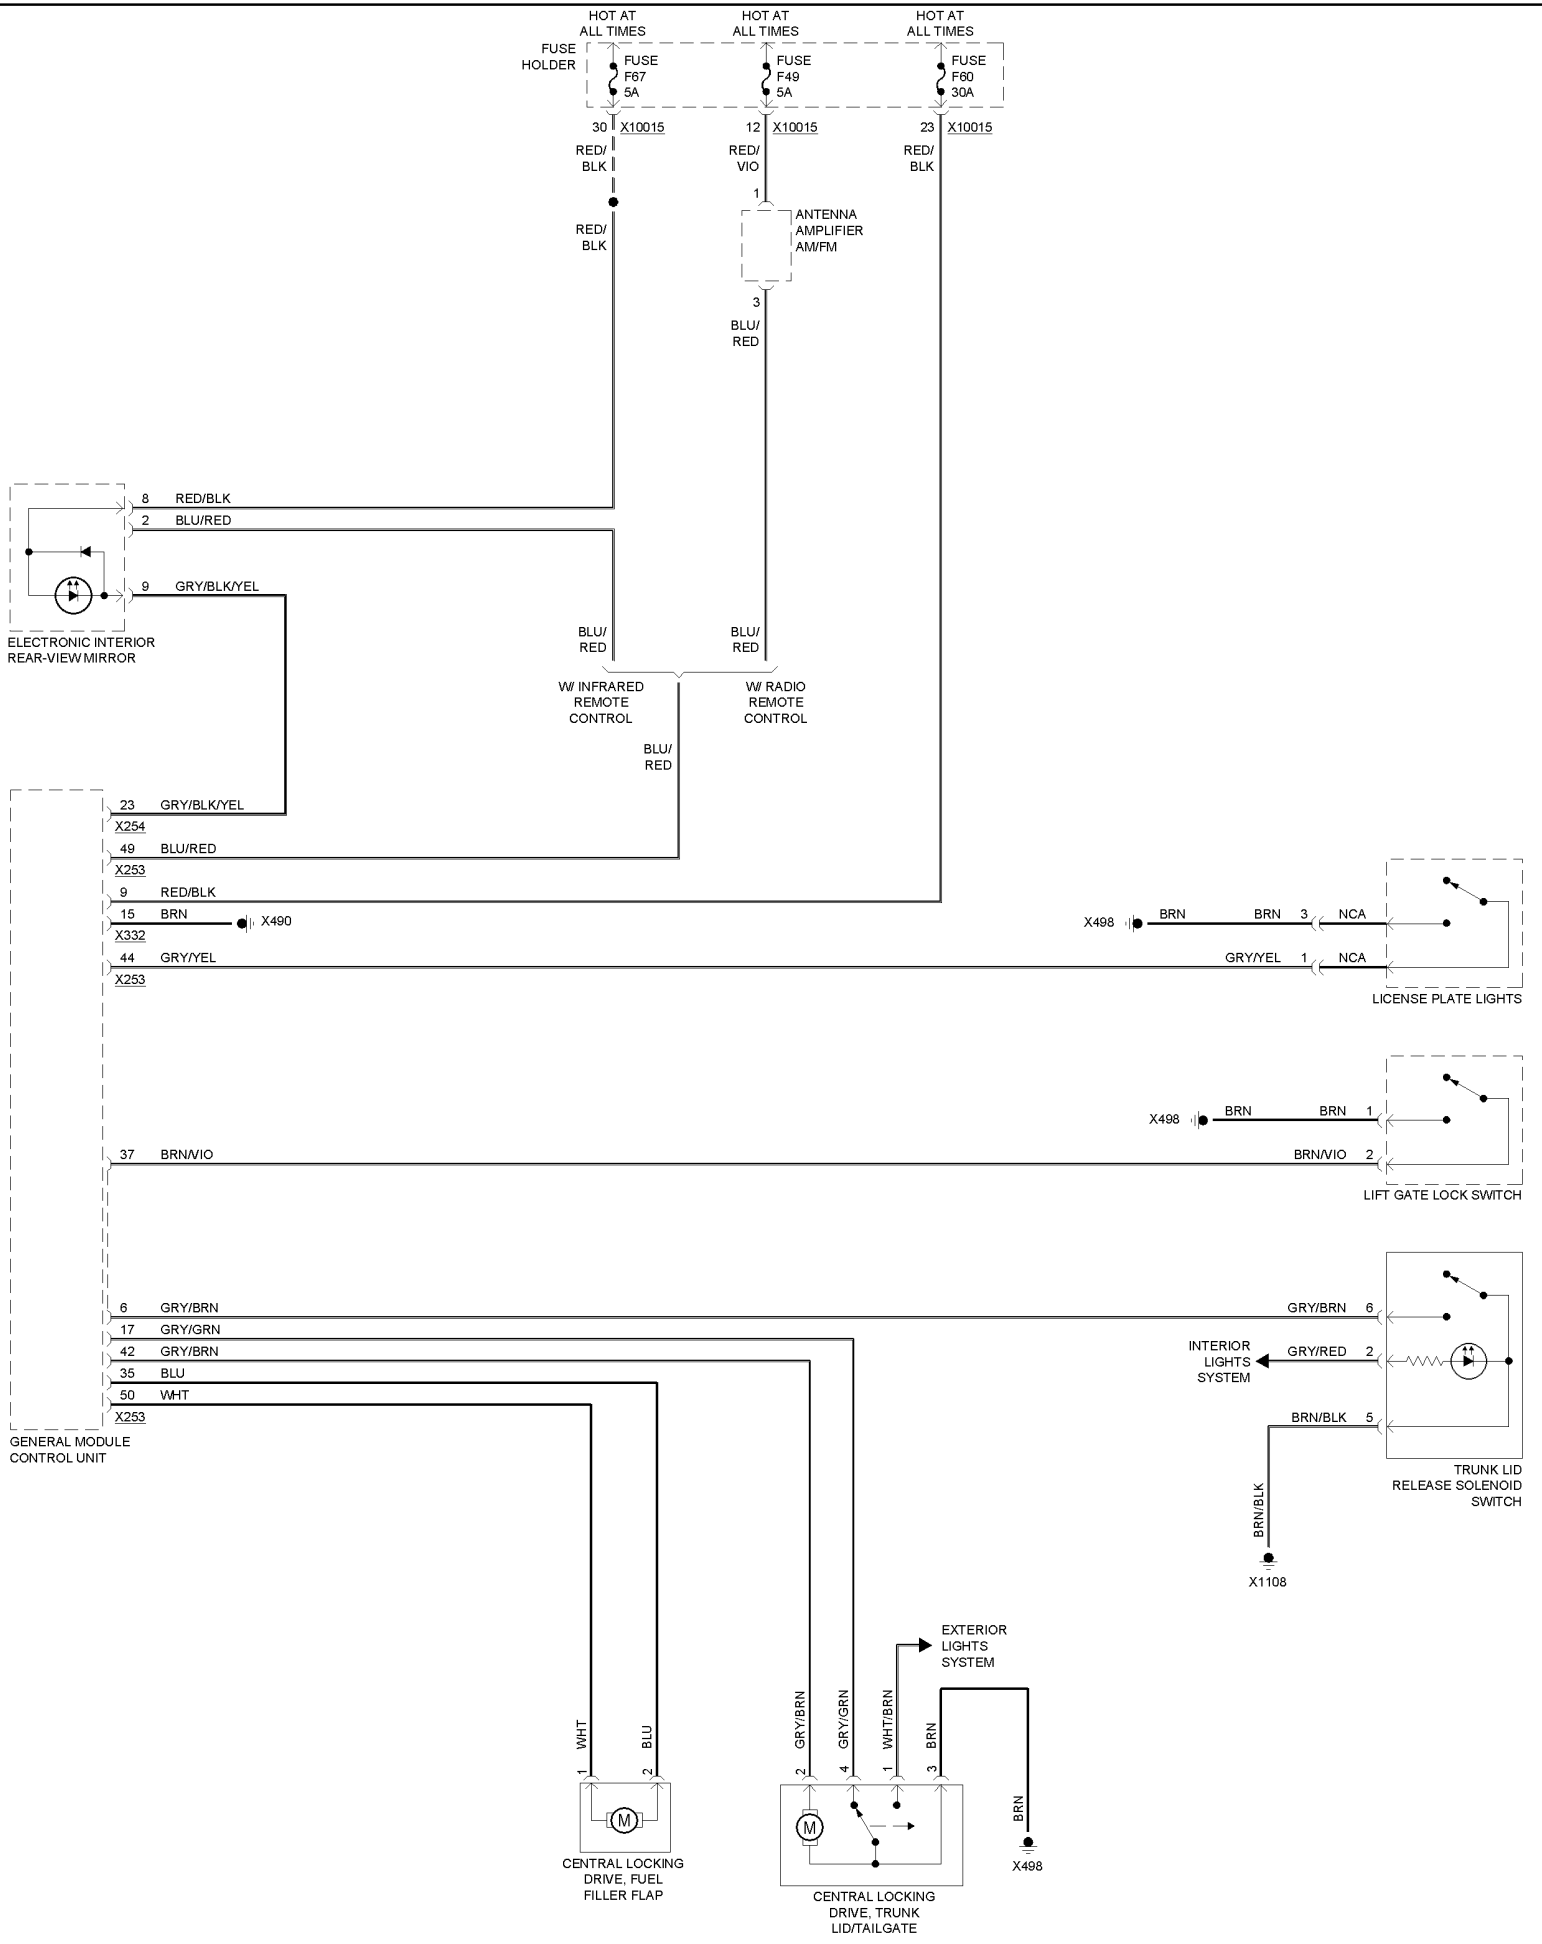 HOT AT
ALL TIMES
HOT AT
ALL TIMES
HOT AT
ALL TIMES
FUSE
HOLDER
FUSE
F67
5A
FUSE
F49
5A
FUSE
F60
30A
30 X10015
12 X10015
23 X10015
RED/
BLK
RED/
VIO
RED/
BLK
1
ANTENNA
AMPLIFIER
AM/FM
RED/
BLK
3
BLU/
RED
8 RED/BLK
2 BLU/RED
9 GRY/BLK/YEL
ELECTRONIC INTERIOR
REAR-VIEW MIRROR
BLU/
RED
BLU/
RED
W/ INFRARED
REMOTE
CONTROL
W/ RADIO
REMOTE
CONTROL
BLU/
RED
23 GRY/BLK/YEL
X254
49 BLU/RED
X253
9 RED/BLK
15 BRN X490
X332
44 GRY/YEL
X253
X498 BRN BRN 3 NCA
GRY/YEL 1 NCA
LICENSE PLATE LIGHTS
X498 BRN BRN 1
37 BRN/VIO
BRN/VIO 2
LIFT GATE LOCK SWITCH
6 GRY/BRN
17 GRY/GRN
42 GRY/BRN
35 BLU
50 WHT
X253
GENERAL MODULE
CONTROL UNIT
GRY/BRN 6
INTERIOR
LIGHTS
SYSTEM
GRY/RED 2
BRN/BLK 5
TRUNK LID
RELEASE SOLENOID
SWITCH
BRN/BLK
X1108
EXTERIOR
LIGHTS
SYSTEM
WHT
BLU
GRY/BRN
GRY/GRN
WHT/BRN
BRN
1
2
2
4
1
3
M
M
BRN
X498
CENTRAL LOCKING
DRIVE, FUEL
FILLER FLAP
CENTRAL LOCKING
DRIVE, TRUNK
LID/TAILGATE